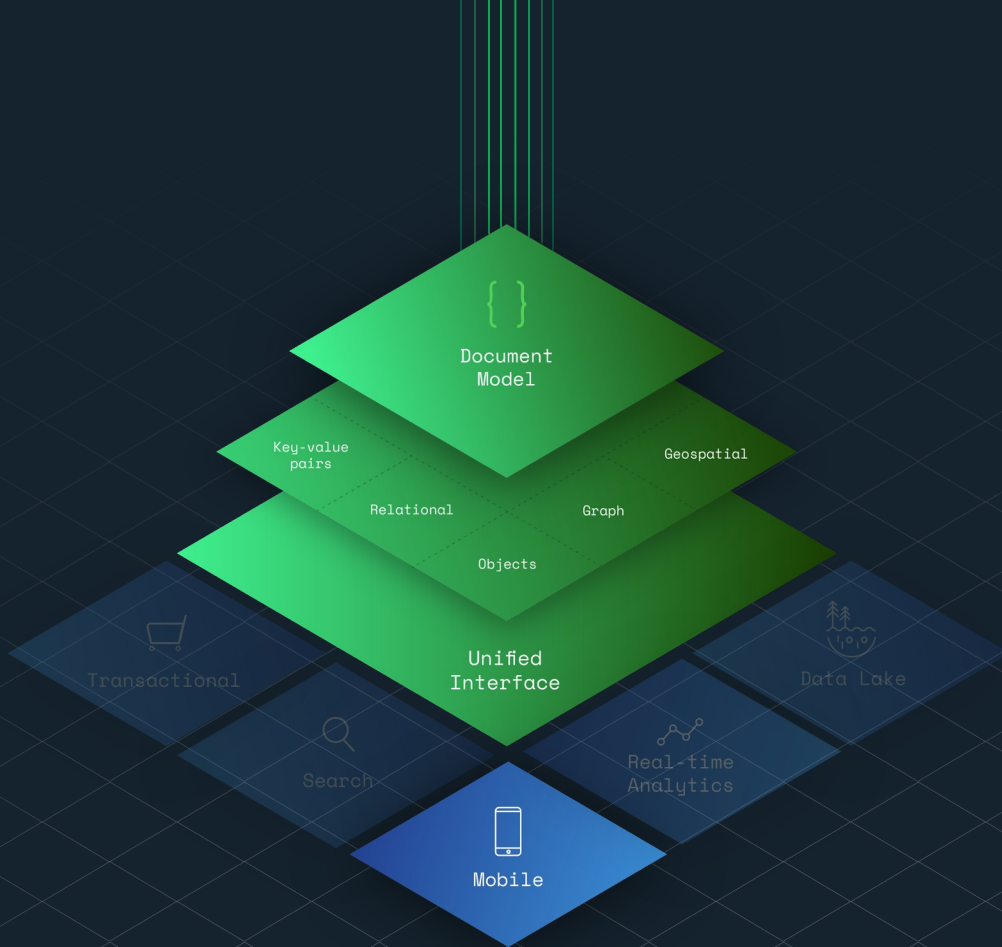 { }
Document
Model
Key-value
pairs
Geospatial
Relational
Graph
Objects
Unified
Interface
Transactional
Data Lake
Search
Real-time
Analytics
Mobile